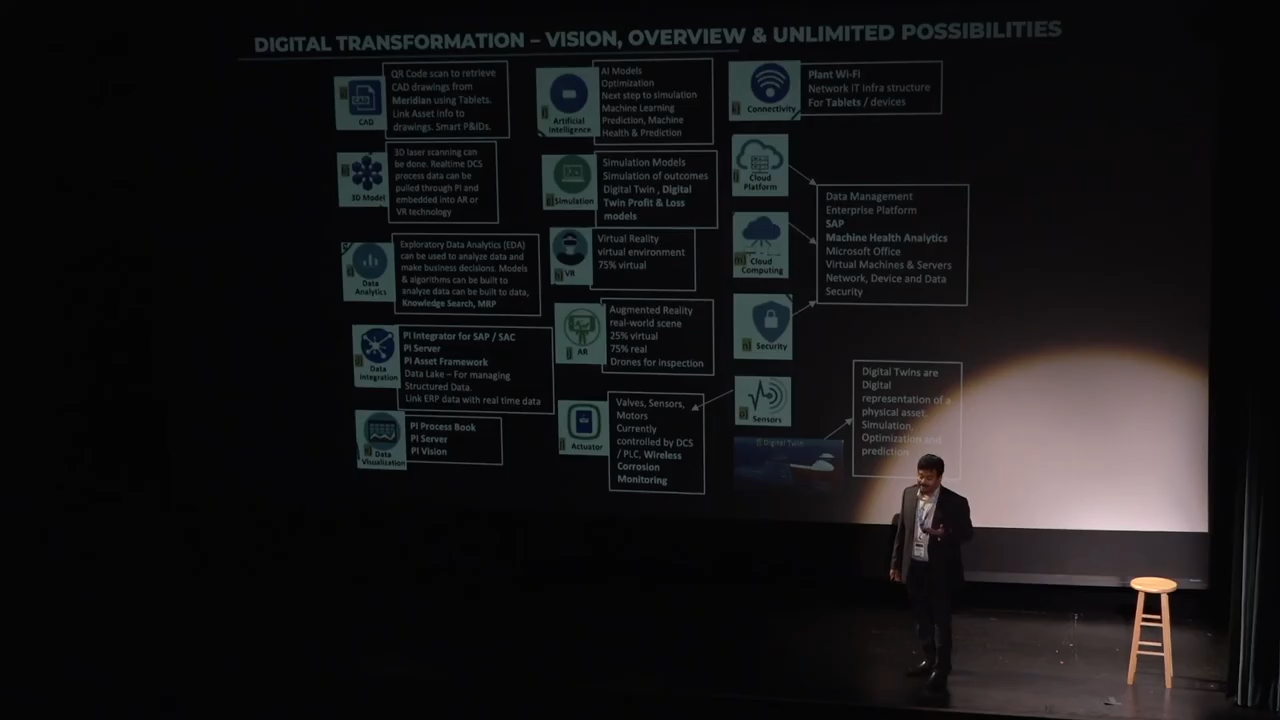 DIGITAL TRANSFORMATION – VISION, OVERVIEW & UNLIMITED POSSIBILITIES
CAD
CAD
QR Code scan to retrieve
CAD drawings from
Meridian using Tablets.
Link Asset info to
drawings. Smart P&IDs.
3D Model
3D laser scanning can
be done. Realtime DCS
process data can be
pulled through PI and
embedded into AR or
VR technology
Data
Analytics
Exploratory Data Analytics (EDA)
can be used to analyze data and
make business decisions. Models
& algorithms can be built to
analyze data can be built to data,
Knowledge Search, MRP
Data
Integration
PI Integrator for SAP / SAC
PI Server
PI Asset Framework
Data Lake – For managing
Structured Data.
Link ERP data with real time data
Data
Visualization
PI Process Book
PI Server
PI Vision
Artificial
Intelligence
AI Models
Optimization
Next step to simulation
Machine Learning
Prediction, Machine
Health & Prediction
Simulation
Simulation Models
Simulation of outcomes
Digital Twin , Digital
Twin Profit & Loss
models
VR
Virtual Reality
virtual environment
75% virtual
AR
Augmented Reality
real-world scene
25% virtual
75% real
Drones for inspection
Actuator
Valves, Sensors,
Motors
Currently
controlled by DCS
/ PLC, Wireless
Corrosion
Monitoring
Connectivity
Plant Wi-Fi
Network IT Infra structure
For Tablets / devices
Cloud
Platform
Cloud
Computing
Security
Data Management
Enterprise Platform
SAP
Machine Health Analytics
Microsoft Office
Virtual Machines & Servers
Network, Device and Data
Security
Sensors
Digital Twin
Digital Twins are
Digital
representation of a
physical asset.
Simulation,
Optimization and
prediction